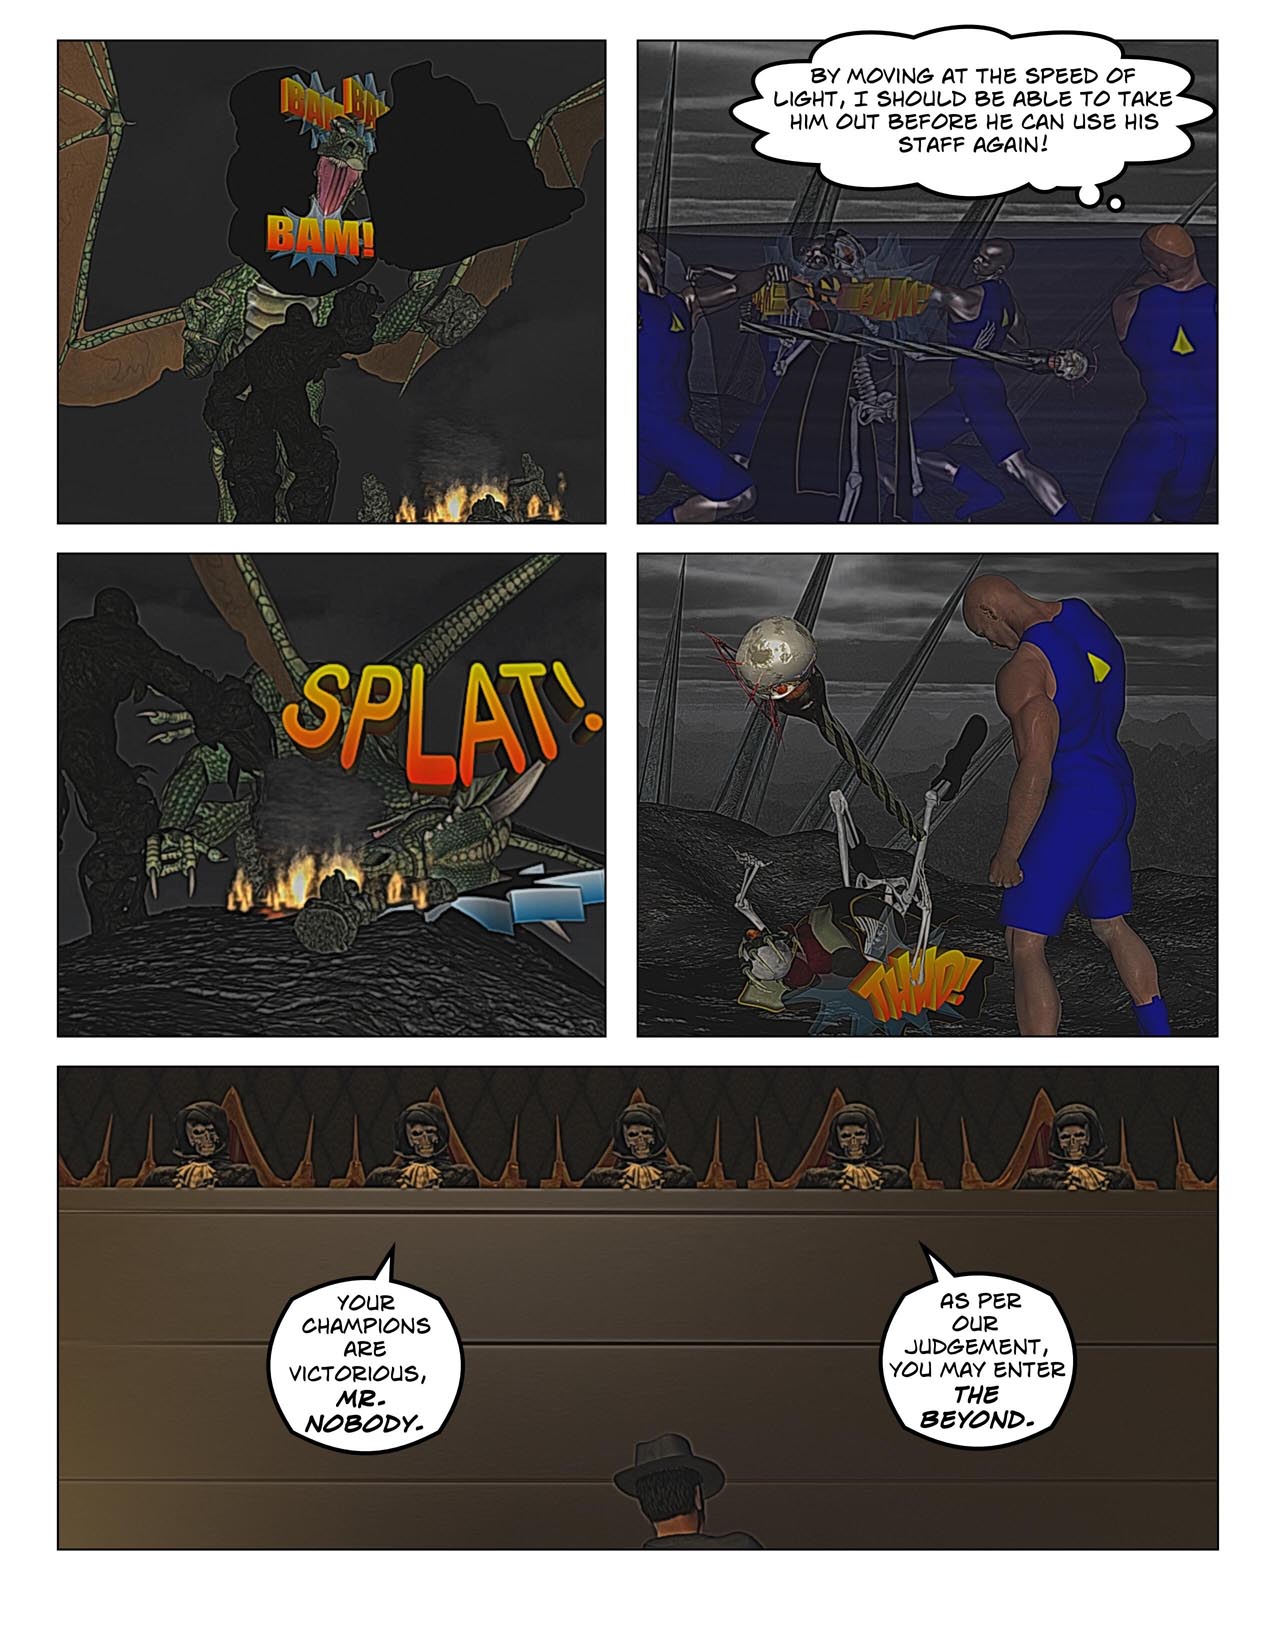 BAM BA
BAM!
BY MOVING AT THE SPEED OF
LIGHT, I SHOULD BE ABLE TO TAKE
HIM OUT BEFORE HE CAN USE HIS
STAFF AGAIN!
BAM!
SPLAT!
THUD!
YOUR
CHAMPIONS
ARE
VICTORIOUS,
MR.
NOBODY.
AS PER
OUR
JUDGEMENT,
YOU MAY ENTER
THE
BEYOND.